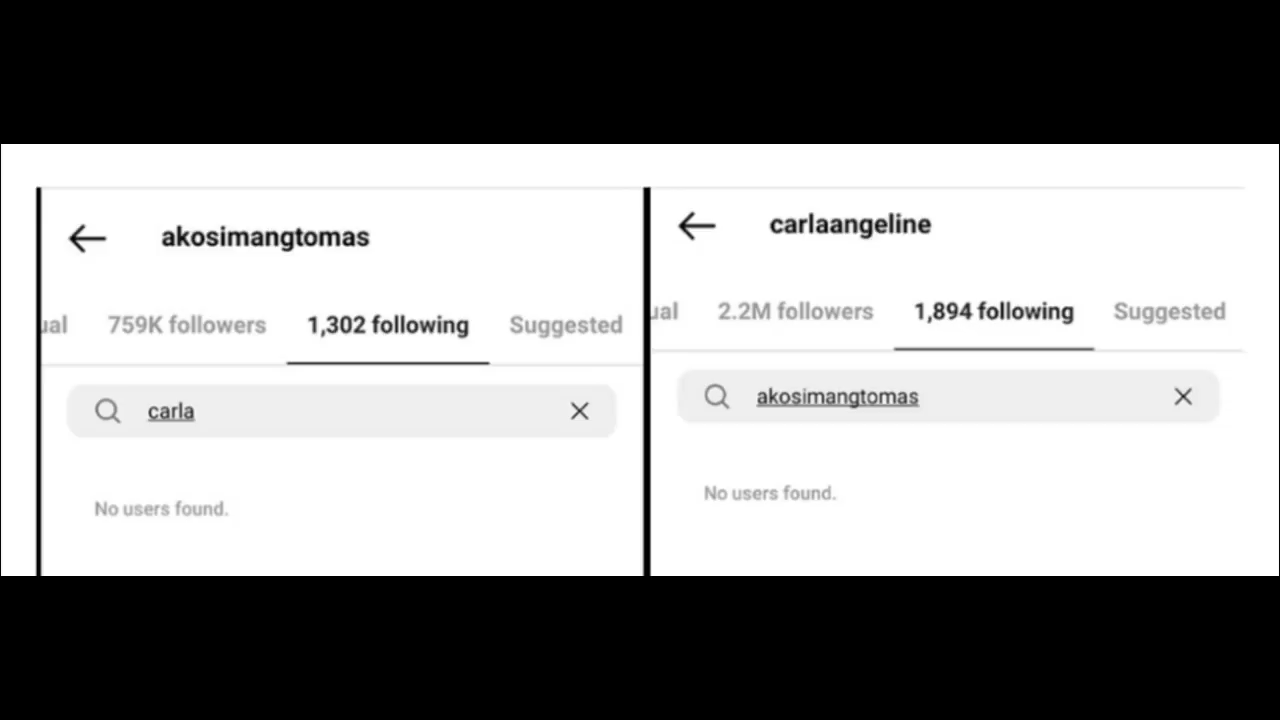 akosimangtomas
ual 759K followers 1,302 following Suggested
carla
No users found.
carlaangeline
ual 2.2M followers 1,894 following Suggested
akosimangtomas
No users found.